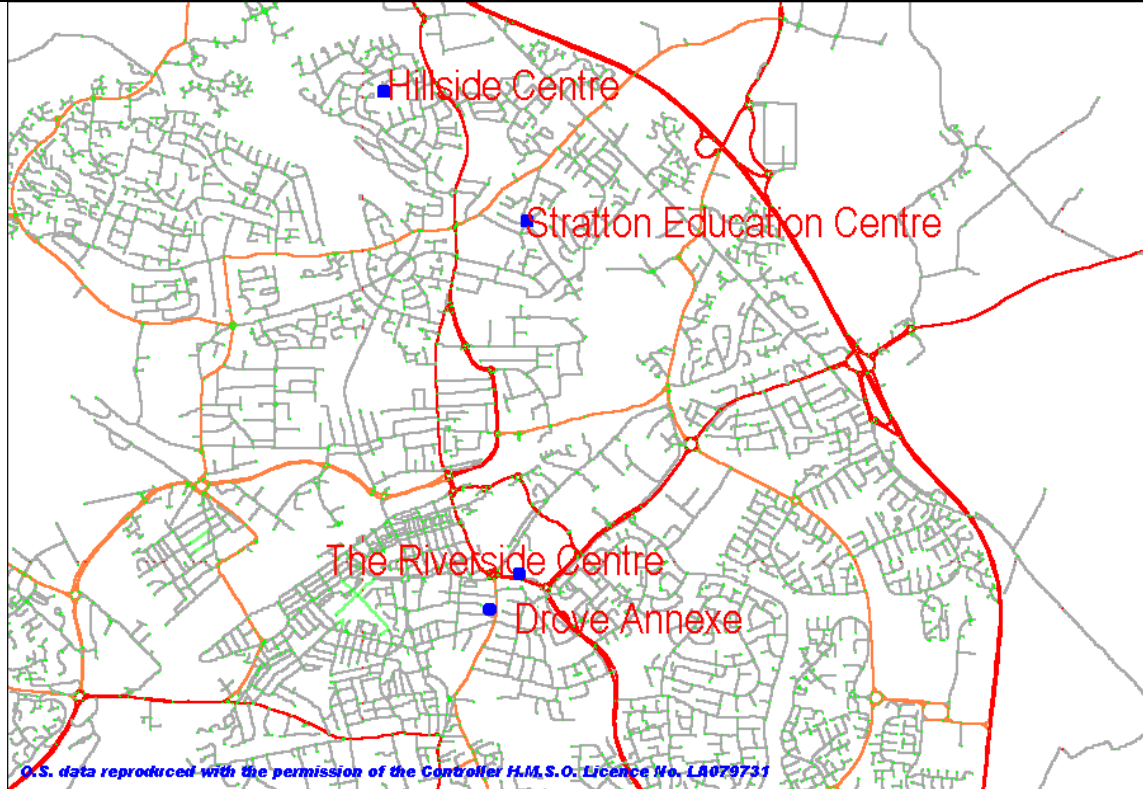 Hillside Centre
Stratton Education Centre
The Riverside Centre
Drove Annexe
O.S. data reproduced with the permission of the Controller H.M.S.O. Licence No. LA079731